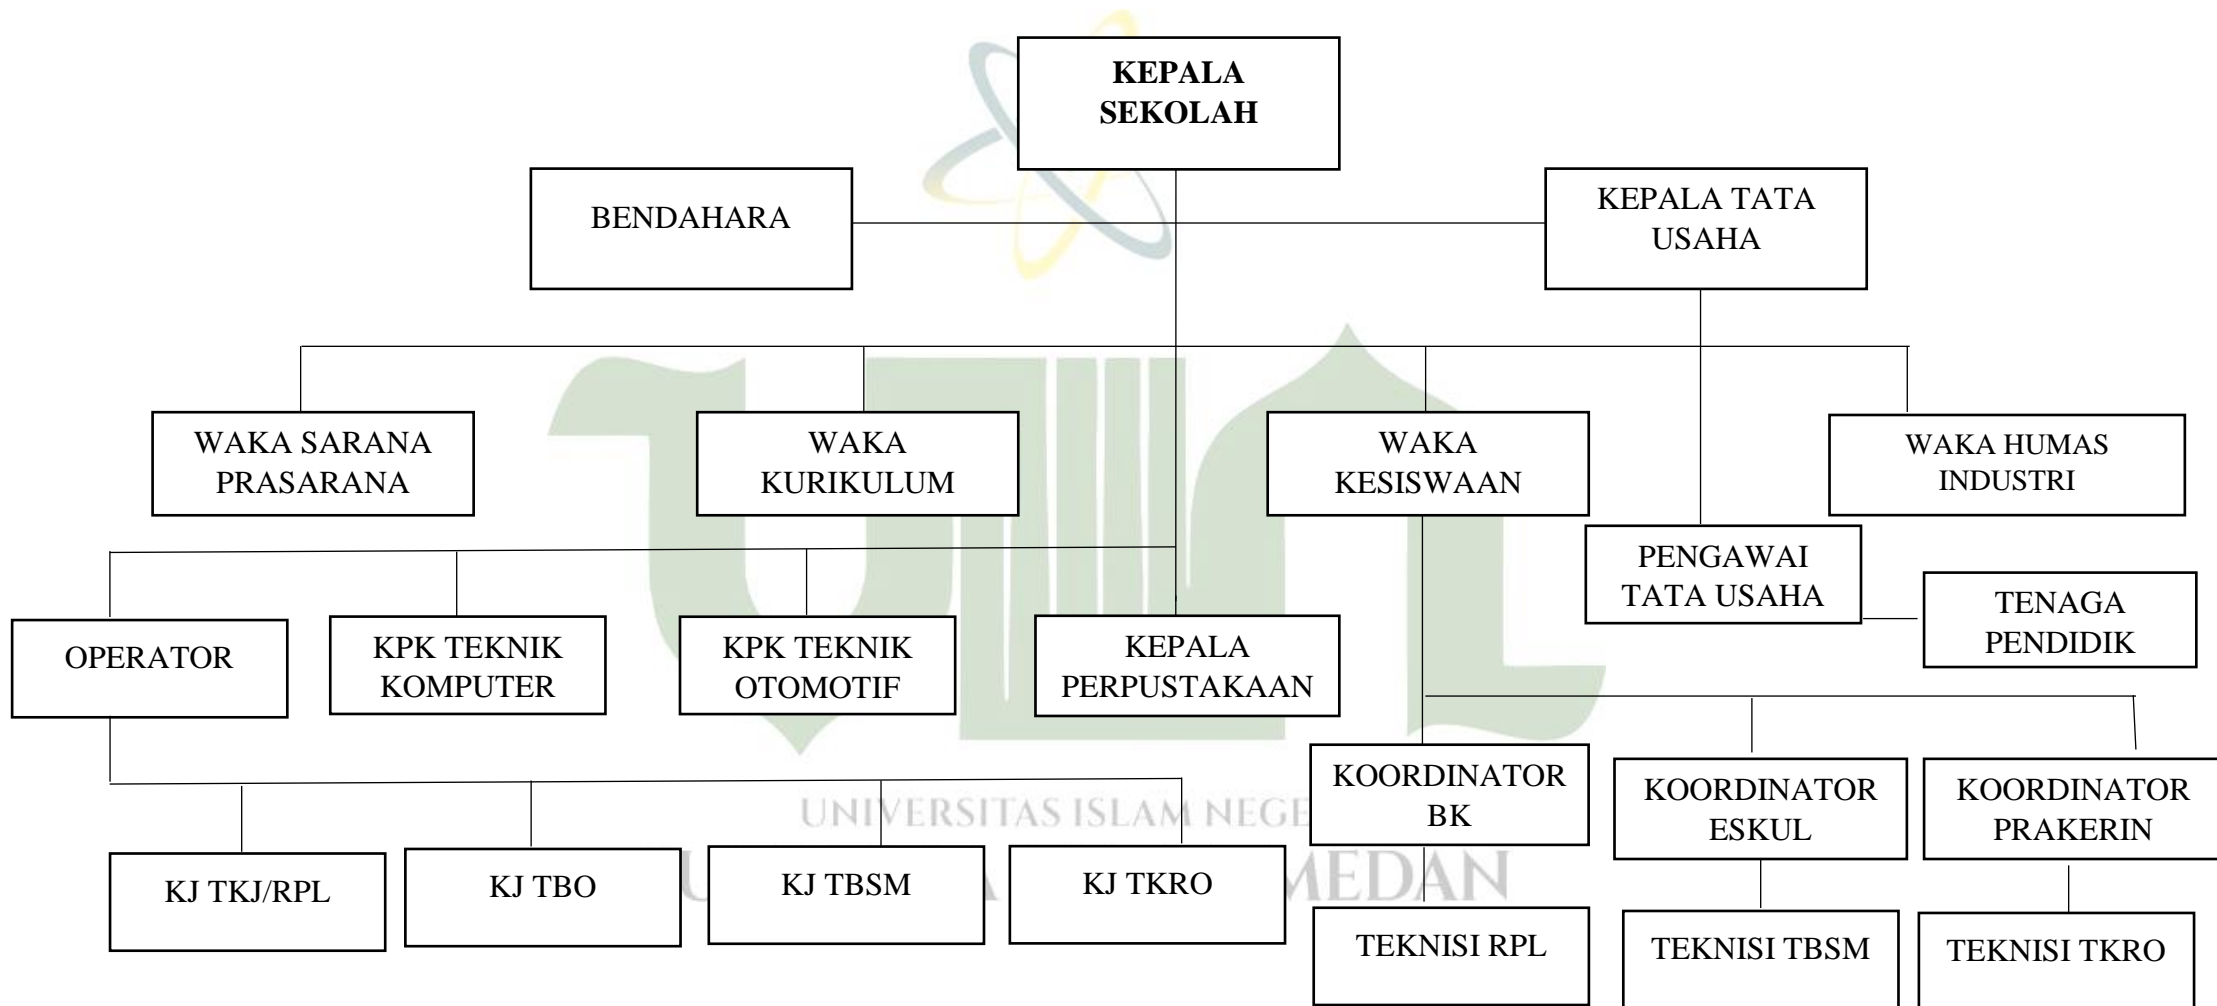 KEPALA
SEKOLAH
BENDAHARA
KEPALA TATA
USAHA
WAKA SARANA
PRASARANA
WAKA
KURIKULUM
WAKA
KESISWAAN
WAKA HUMAS
INDUSTRI
PENGAWAI
TATA USAHA
TENAGA
PENDIDIK
OPERATOR
KPK TEKNIK
KOMPUTER
KPK TEKNIK
OTOMOTIF
KEPALA
PERPUSTAKAAN
KOORDINATOR
BK
KOORDINATOR
ESKUL
KOORDINATOR
PRAKERIN
UNIVERSITAS ISLAM
MEDAN
KJ TKJ/RPL
KJ TBO
KJ TBSM
KJ TKRO
TEKNISI RPL
TEKNISI TBSM
TEKNISI TKRO